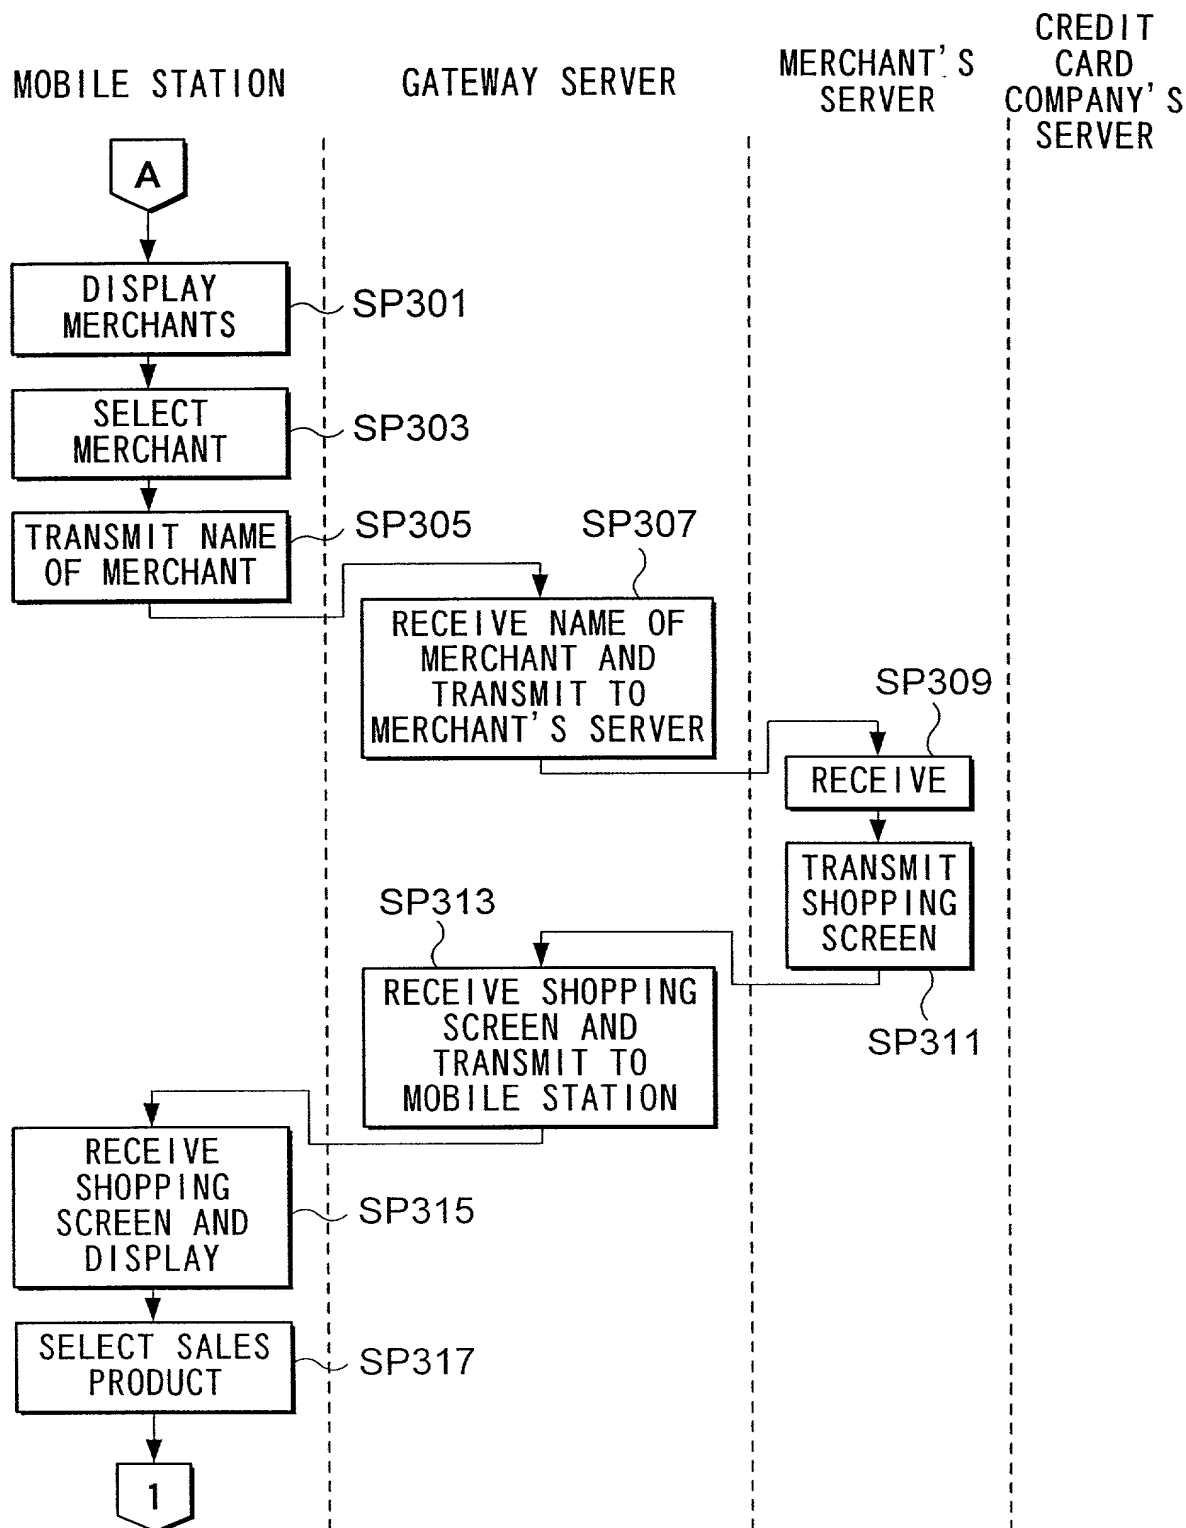 MOBILE STATION
GATEWAY SERVER
MERCHANT'S
SERVER
CREDIT
CARD
COMPANY'S
SERVER
A
DISPLAY
MERCHANTS
SP301
SELECT
MERCHANT
SP303
TRANSMIT NAME
OF MERCHANT
SP305
SP307
RECEIVE NAME OF
MERCHANT AND
TRANSMIT TO
MERCHANT'S SERVER
SP309
RECEIVE
TRANSMIT
SHOPPING
SCREEN
SP311
SP313
RECEIVE SHOPPING
SCREEN AND
TRANSMIT TO
MOBILE STATION
RECEIVE
SHOPPING
SCREEN AND
DISPLAY
SP315
SELECT SALES
PRODUCT
SP317
1